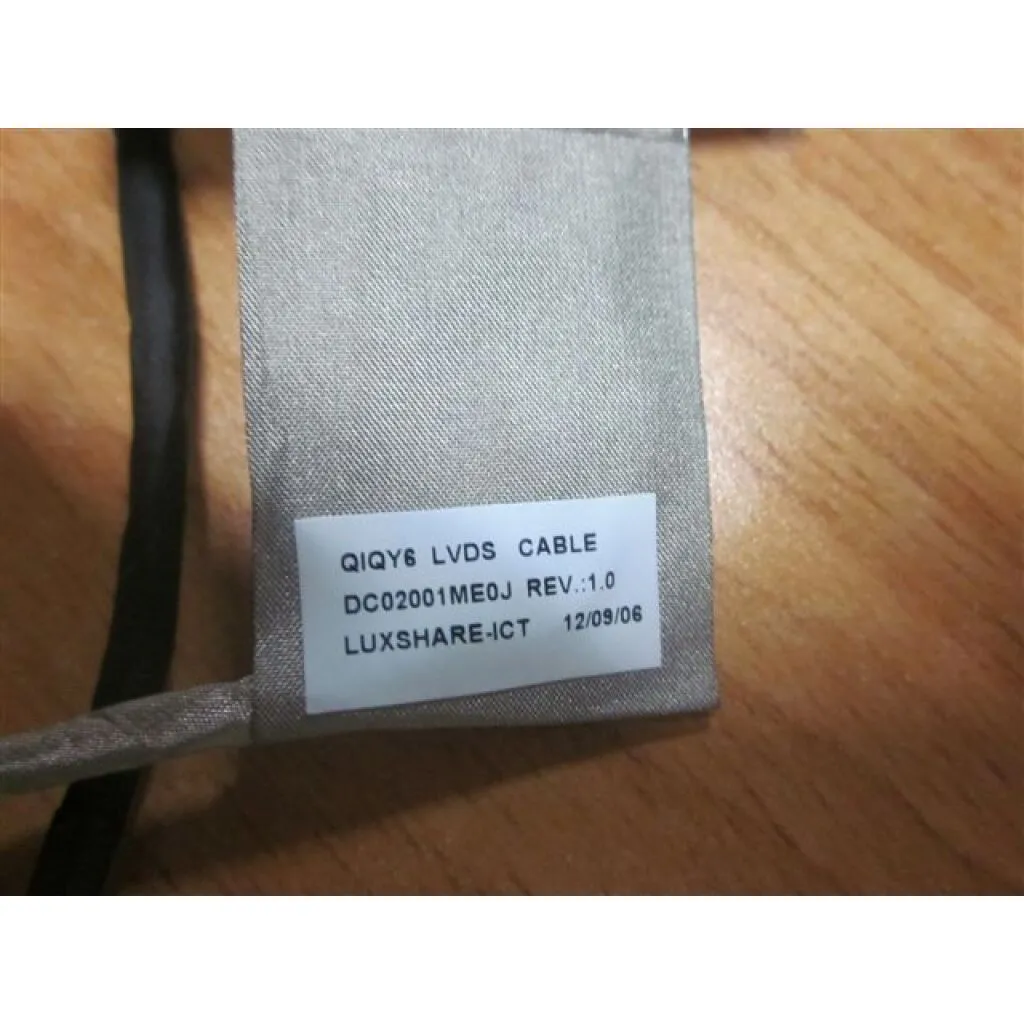 QIQY6 LVDS CABLE
DC02001ME0J REV.:1.0
LUXSHARE-ICT 12/09/06